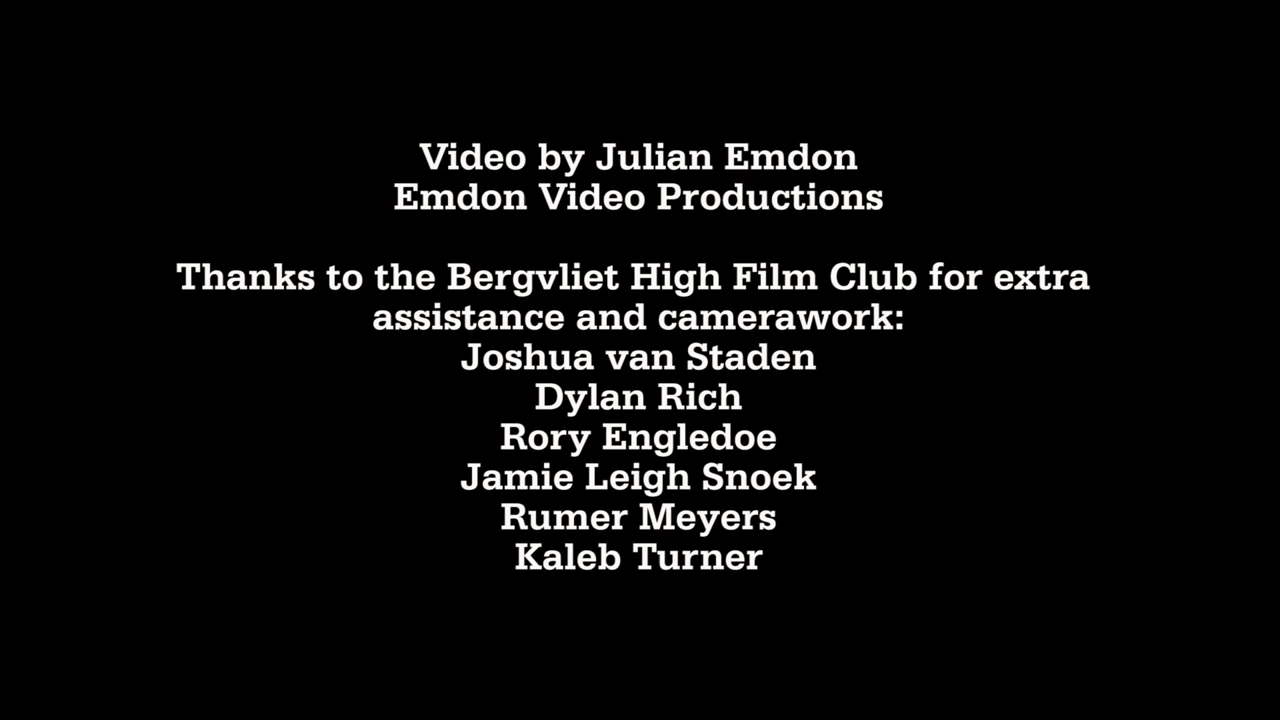 Video by Julian Emdon
Emdon Video Productions
Thanks to the Bergvliet High Film Club for extra
assistance and camerawork:
Joshua van Staden
Dylan Rich
Rory Engledoe
Jamie Leigh Snoek
Rumer Meyers
Kaleb Turner